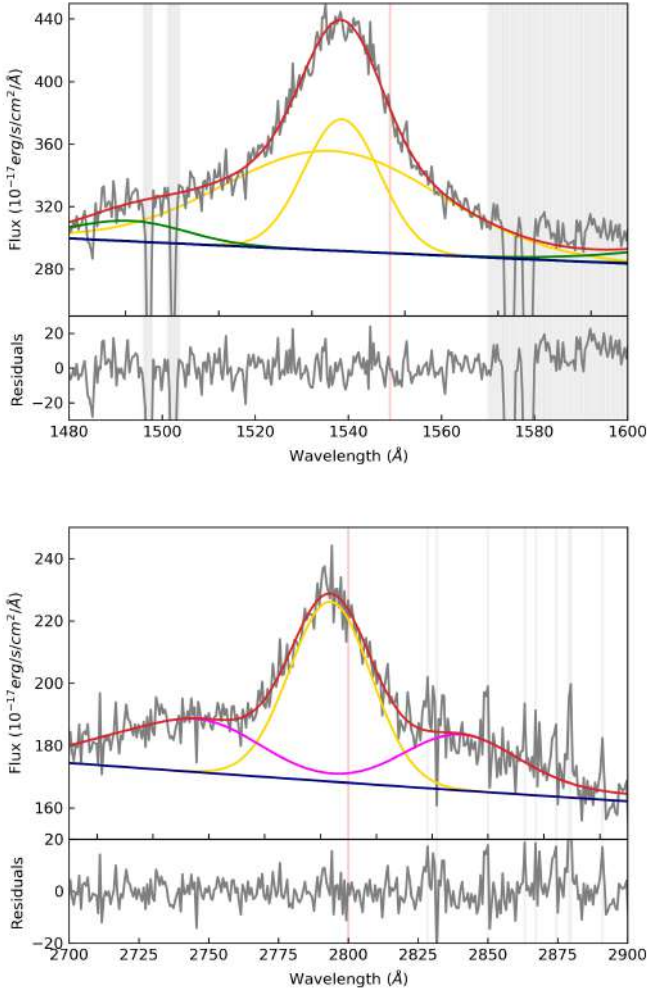 440
400
360
320
280
Flux (10⁻¹⁷erg/s/cm²/Å)
20
0
−20
Residuals
1480 1500 1520 1540 1560 1580 1600
Wavelength (Å)
240
220
200
180
160
Flux (10⁻¹⁷erg/s/cm²/Å)
20
0
−20
Residuals
2700 2725 2750 2775 2800 2825 2850 2875 2900
Wavelength (Å)